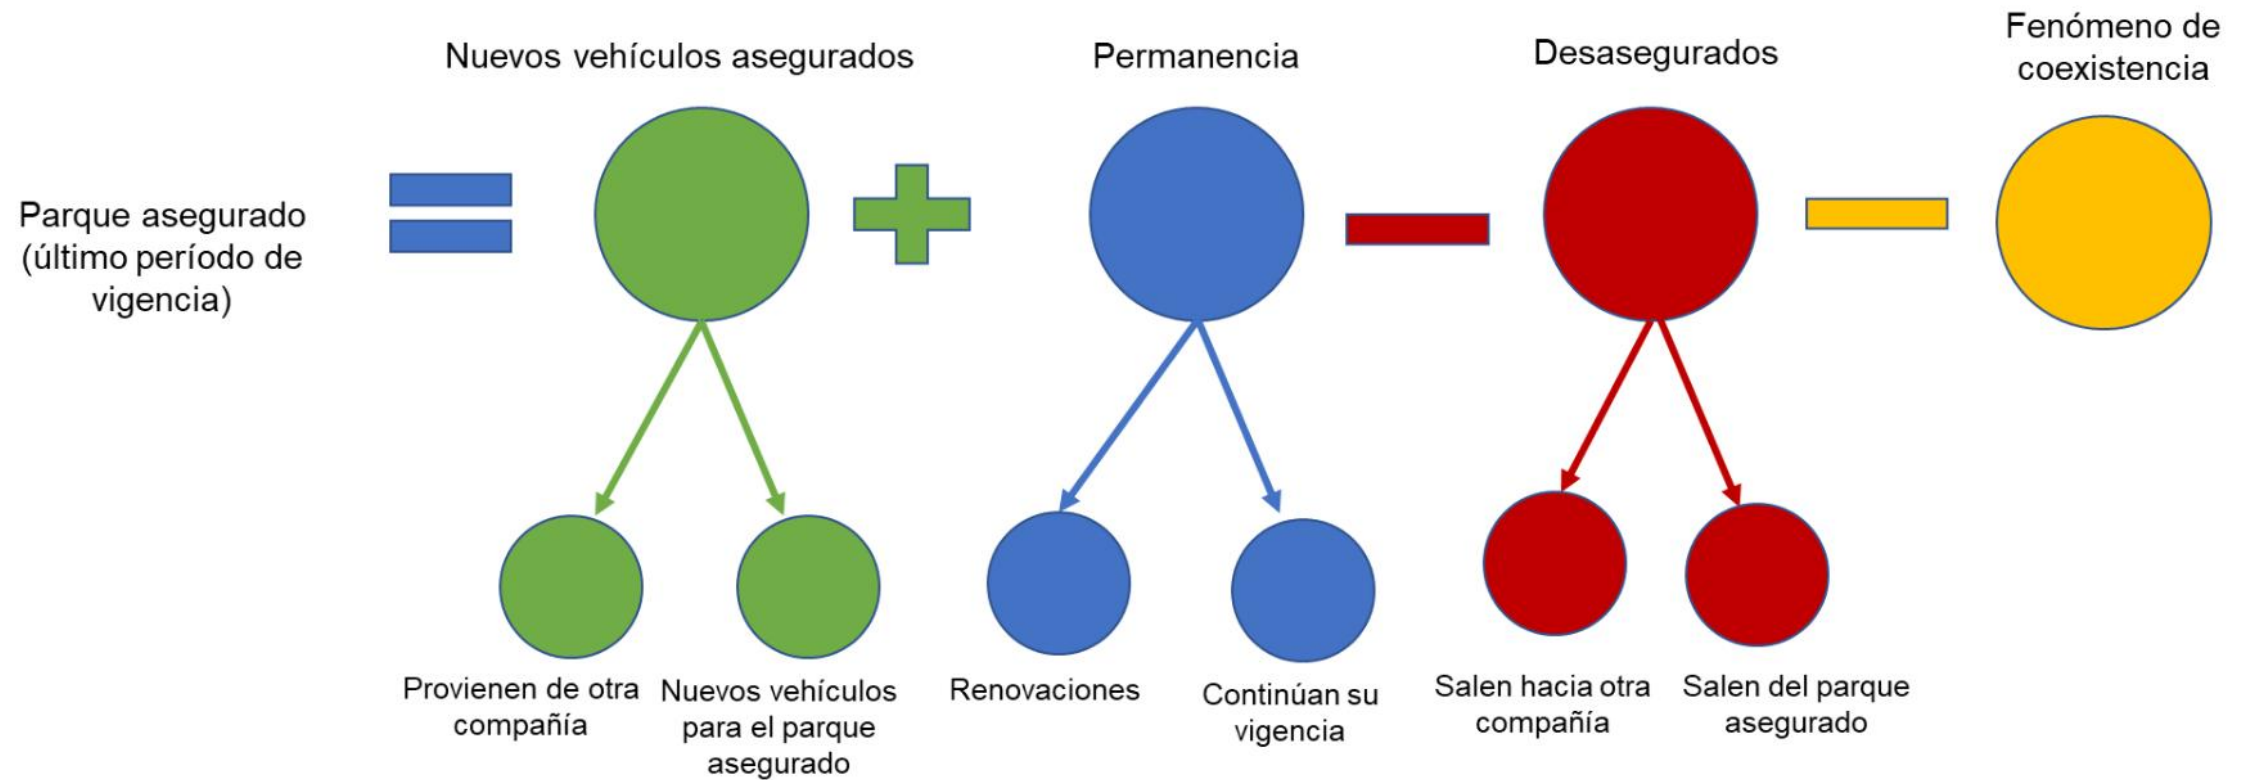 Nuevos vehículos asegurados
Permanencia
Desasegurados
Fenómeno de
coexistencia
Parque asegurado
(último período de
vigencia)
Provienen de otra
compañía
Nuevos vehículos
para el parque
asegurado
Renovaciones
Continúan su
vigencia
Salen hacia otra
compañía
Salen del parque
asegurado